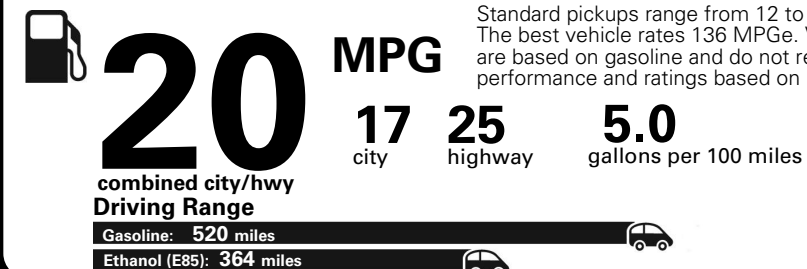 Standard pickups range from 12 to
The best vehicle rates 136 MPGe. V
are based on gasoline and do not re
performance and ratings based on
20
MPG
17 25 5.0
city highway gallons per 100 miles
combined city/hwy
Driving Range
Gasoline: 520 miles
Ethanol (E85): 364 miles